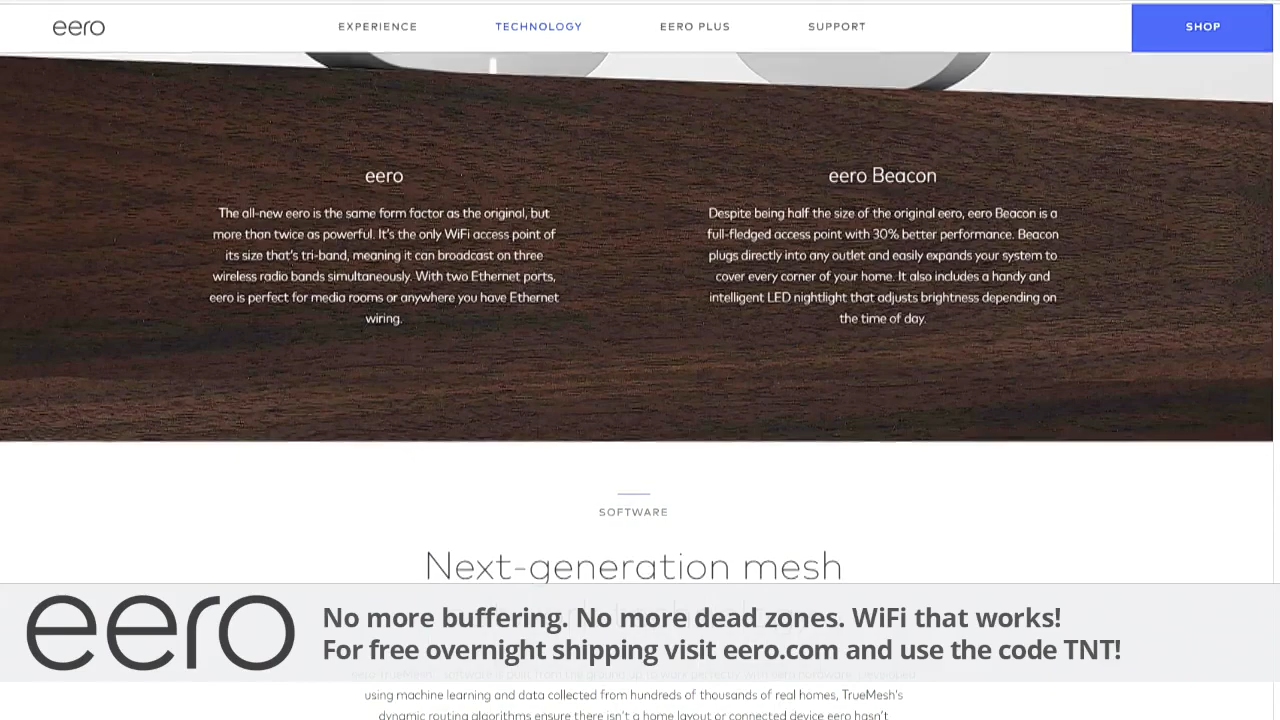 eero
EXPERIENCE
TECHNOLOGY
EERO PLUS
SUPPORT
SHOP
eero
The all-new eero is the same form factor as the original, but
more than twice as powerful. It's the only WiFi access point of
its size that's tri-band, meaning it can broadcast on three
wireless radio bands simultaneously. With two Ethernet ports,
eero is perfect for media rooms or anywhere you have Ethernet
wiring.
eero Beacon
Despite being half the size of the original eero, eero Beacon is a
full-fledged access point with 30% better performance. Beacon
plugs directly into any outlet and easily expands your system to
cover every corner of your home. It also includes a handy and
intelligent LED nightlight that adjusts brightness depending on
the time of day.
SOFTWARE
Next-generation mesh
eero
No more buffering. No more dead zones. WiFi that works!
For free overnight shipping visit eero.com and use the code TNT!
using machine learning and data collected from hundreds of thousands of real homes, TrueMesh's
dynamic routing algorithms ensure there isn't a home layout or connected device eero hasn't